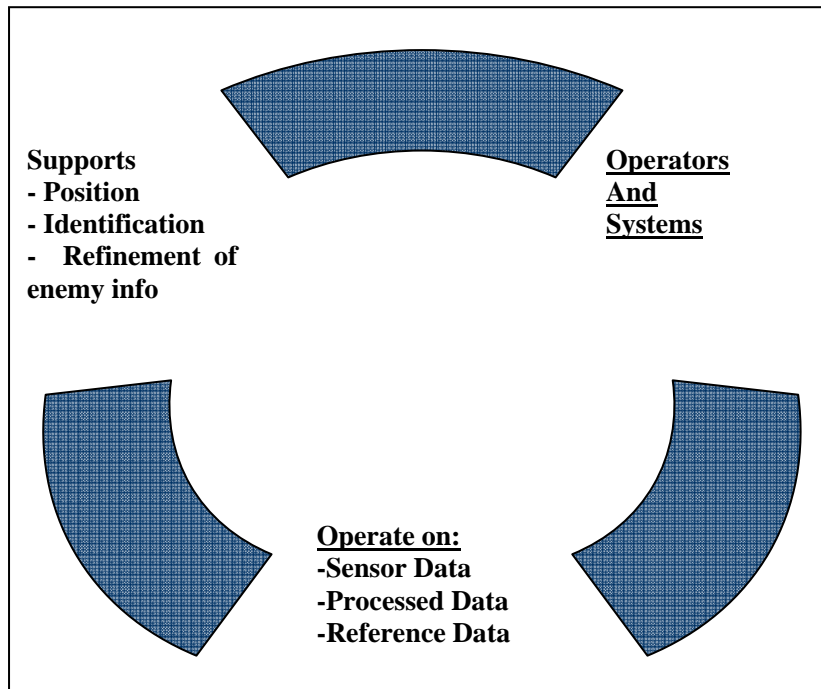 Supports
- Position
- Identification
- Refinement of
enemy info
Operators
And
Systems
Operate on:
-Sensor Data
-Processed Data
-Reference Data